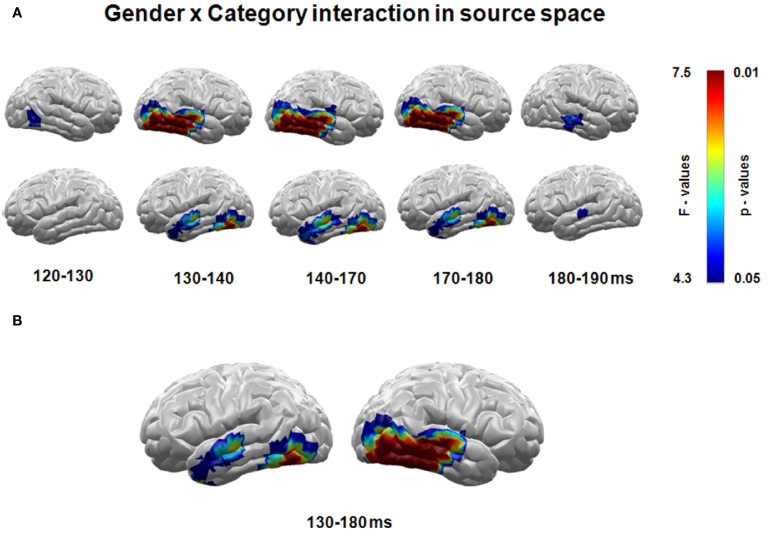 A
Gender x Category interaction in source space
7.5
0.01
F - values
p - values
4.3
0.05
120-130
130-140
140-170
170-180
180-190 ms
B
130-180 ms